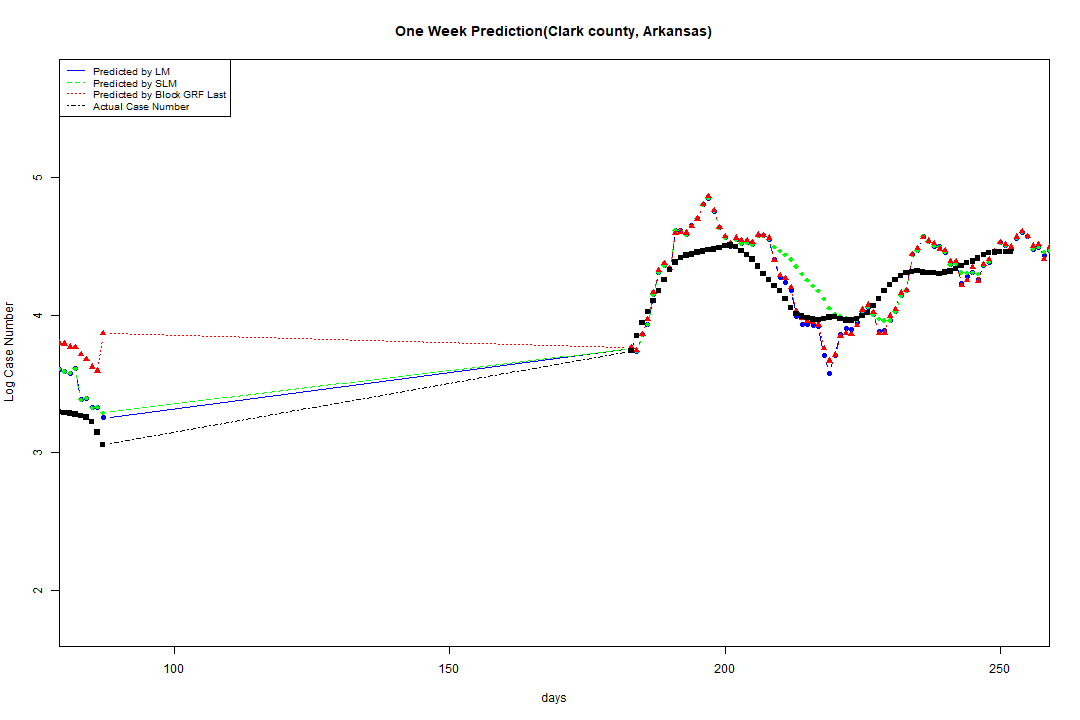 One Week Prediction(Clark county, Arkansas)
Predicted by LM
Predicted by SLM
Predicted by Block GRF Last
Actual Case Number
Log Case Number
5
4
3
2
100
150
200
250
days